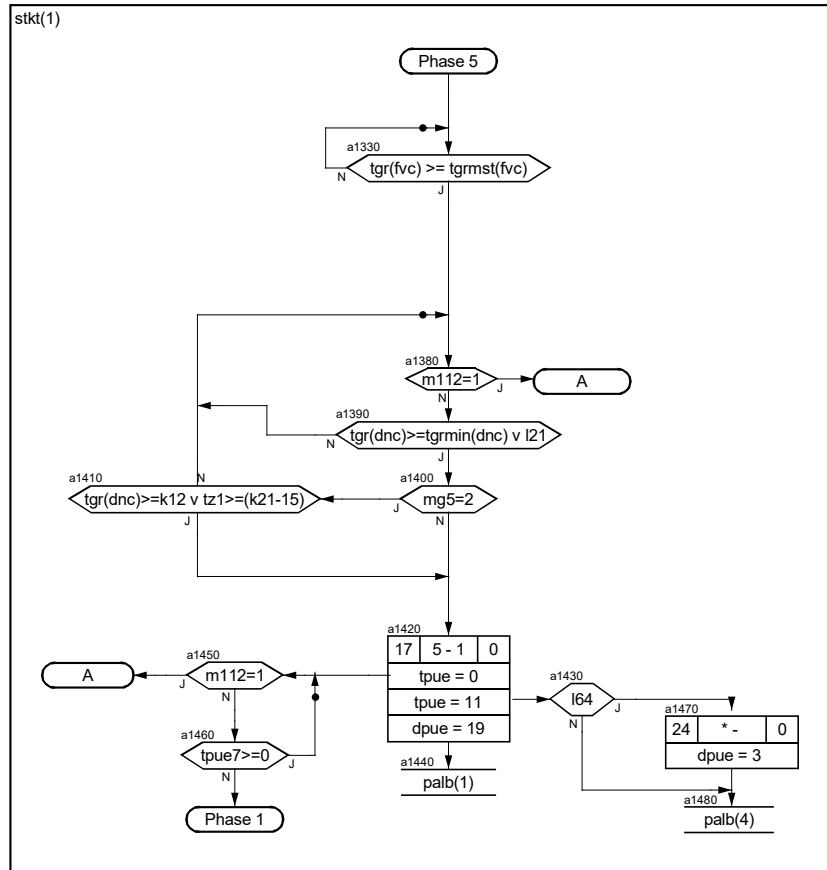 stkt(1)
Phase 5
a1330
tgr(fvc) >= tgrmst(fvc)
N
J
a1380
m112=1
J
A
N
a1390
tgr(dnc)>=tgrmin(dnc) v l21
N
J
a1410
N
tgr(dnc)>=k12 v tz1>=(k21-15)
J
a1400
mg5=2
J
N
a1420
17 5 - 1 0
tpue = 0
tpue = 11
dpue = 19
a1450
m112=1
J
A
N
a1460
tpue7>=0
J
N
Phase 1
a1440
palb(1)
a1430
l64
J
N
a1470
24 * - 0
dpue = 3
a1480
palb(4)